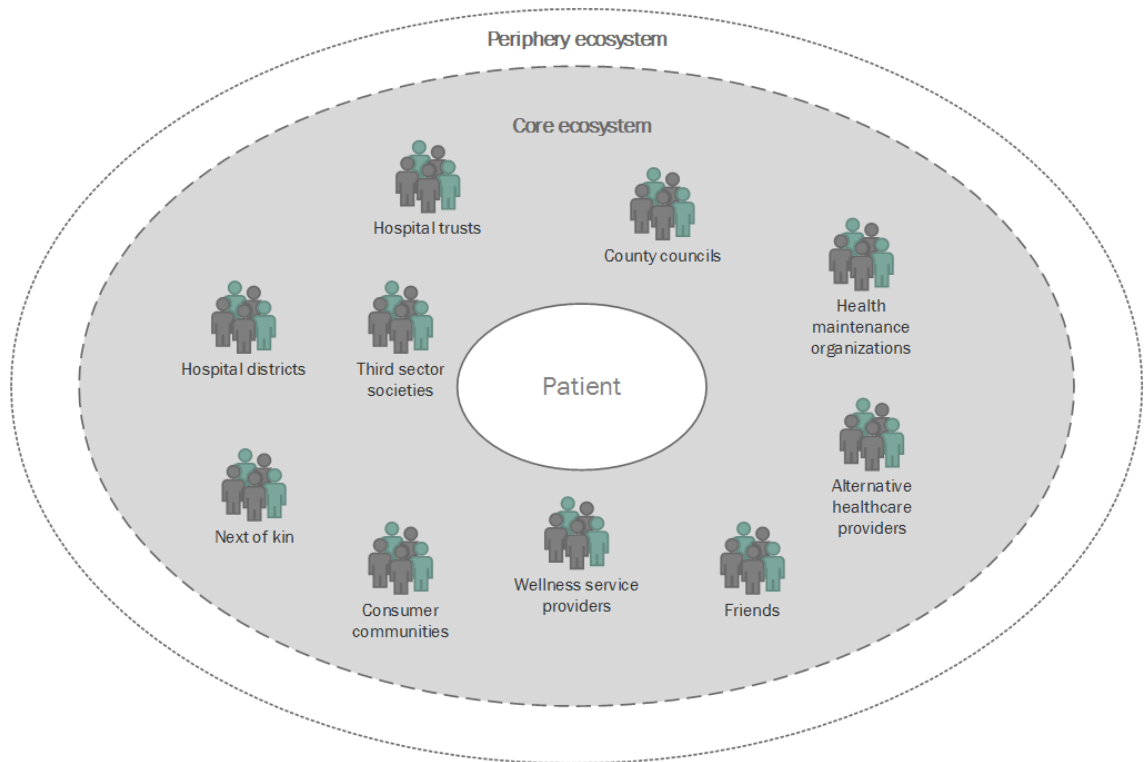 Periphery ecosystem
Core ecosystem
Hospital trusts
County councils
Health
maintenance
organizations
Hospital districts
Third sector
societies
Patient
Alternative
healthcare
providers
Next of kin
Consumer
communities
Wellness service
providers
Friends